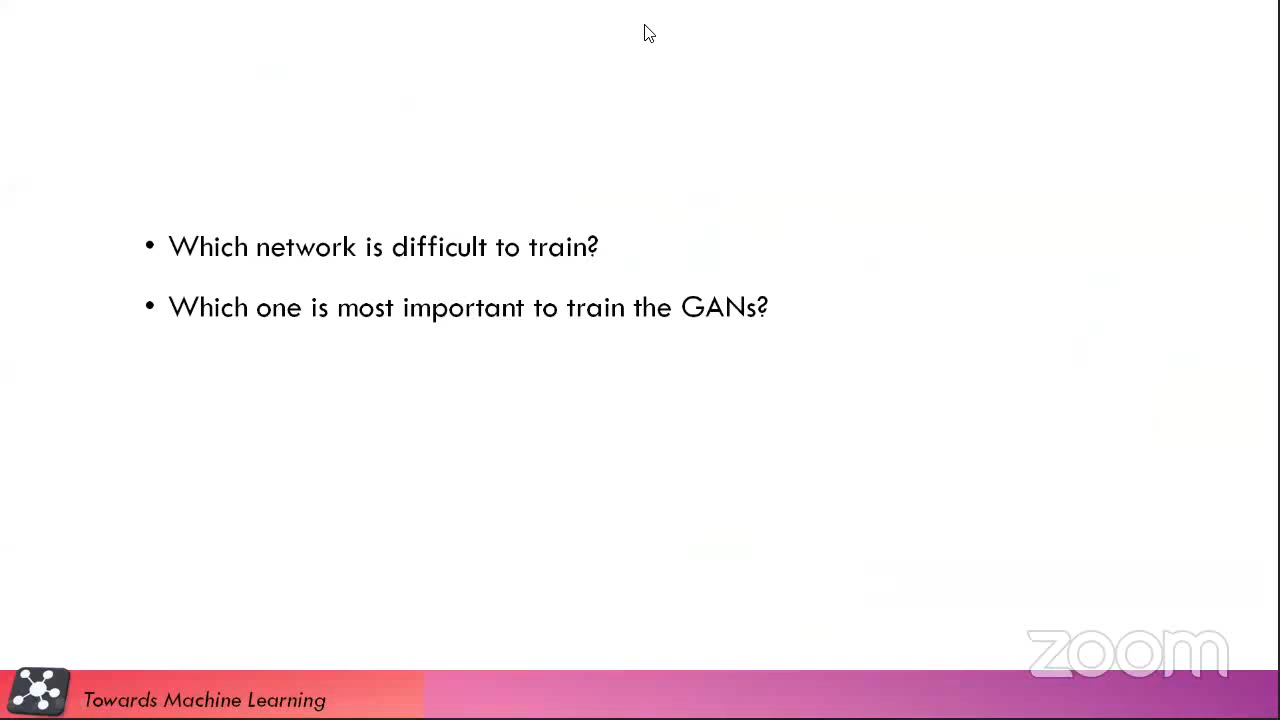 • Which network is difficult to train?
• Which one is most important to train the GANs?
zoom
Towards Machine Learning